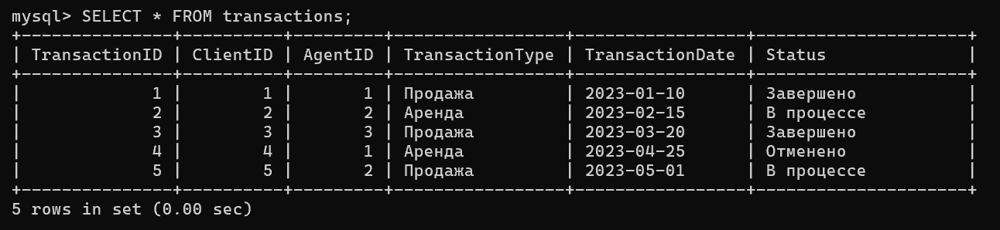 mysql> SELECT * FROM transactions;
+---------------+----------+---------+-----------------+-----------------+---------------------+
| TransactionID | ClientID | AgentID | TransactionType | TransactionDate | Status              |
+---------------+----------+---------+-----------------+-----------------+---------------------+
|             1 |        1 |       1 | Продажа         | 2023-01-10      | Завершено           |
|             2 |        2 |       2 | Аренда          | 2023-02-15      | В процессе          |
|             3 |        3 |       3 | Продажа         | 2023-03-20      | Завершено           |
|             4 |        4 |       1 | Аренда          | 2023-04-25      | Отменено            |
|             5 |        5 |       2 | Продажа         | 2023-05-01      | В процессе          |
+---------------+----------+---------+-----------------+-----------------+---------------------+
5 rows in set (0.00 sec)